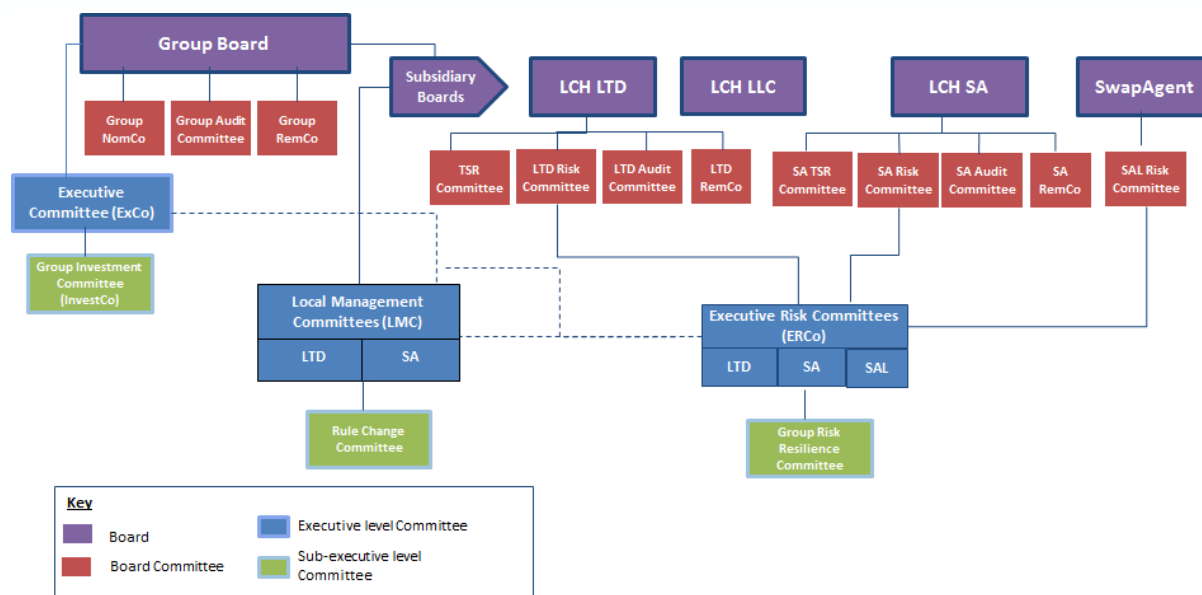 Group Board
Subsidiary
Boards
LCH LTD
LCH LLC
LCH SA
SwapAgent
Group
NomCo
Group Audit
Committee
Group
RemCo
TSR
Committee
LTD Risk
Committee
LTD Audit
Committee
LTD
RemCo
SA TSR
Committee
SA Risk
Committee
SA Audit
Committee
SA
RemCo
SAL Risk
Committee
Executive
Committee (ExCo)
Group Investment
Committee
(InvestCo)
Local Management
Committees (LMC)
LTD
SA
Executive Risk Committees
(ERCo)
LTD
SA
SAL
Rule Change
Committee
Group Risk
Resilience
Committee
Key
Board
Board Committee
Executive level Committee
Sub-executive level
Committee